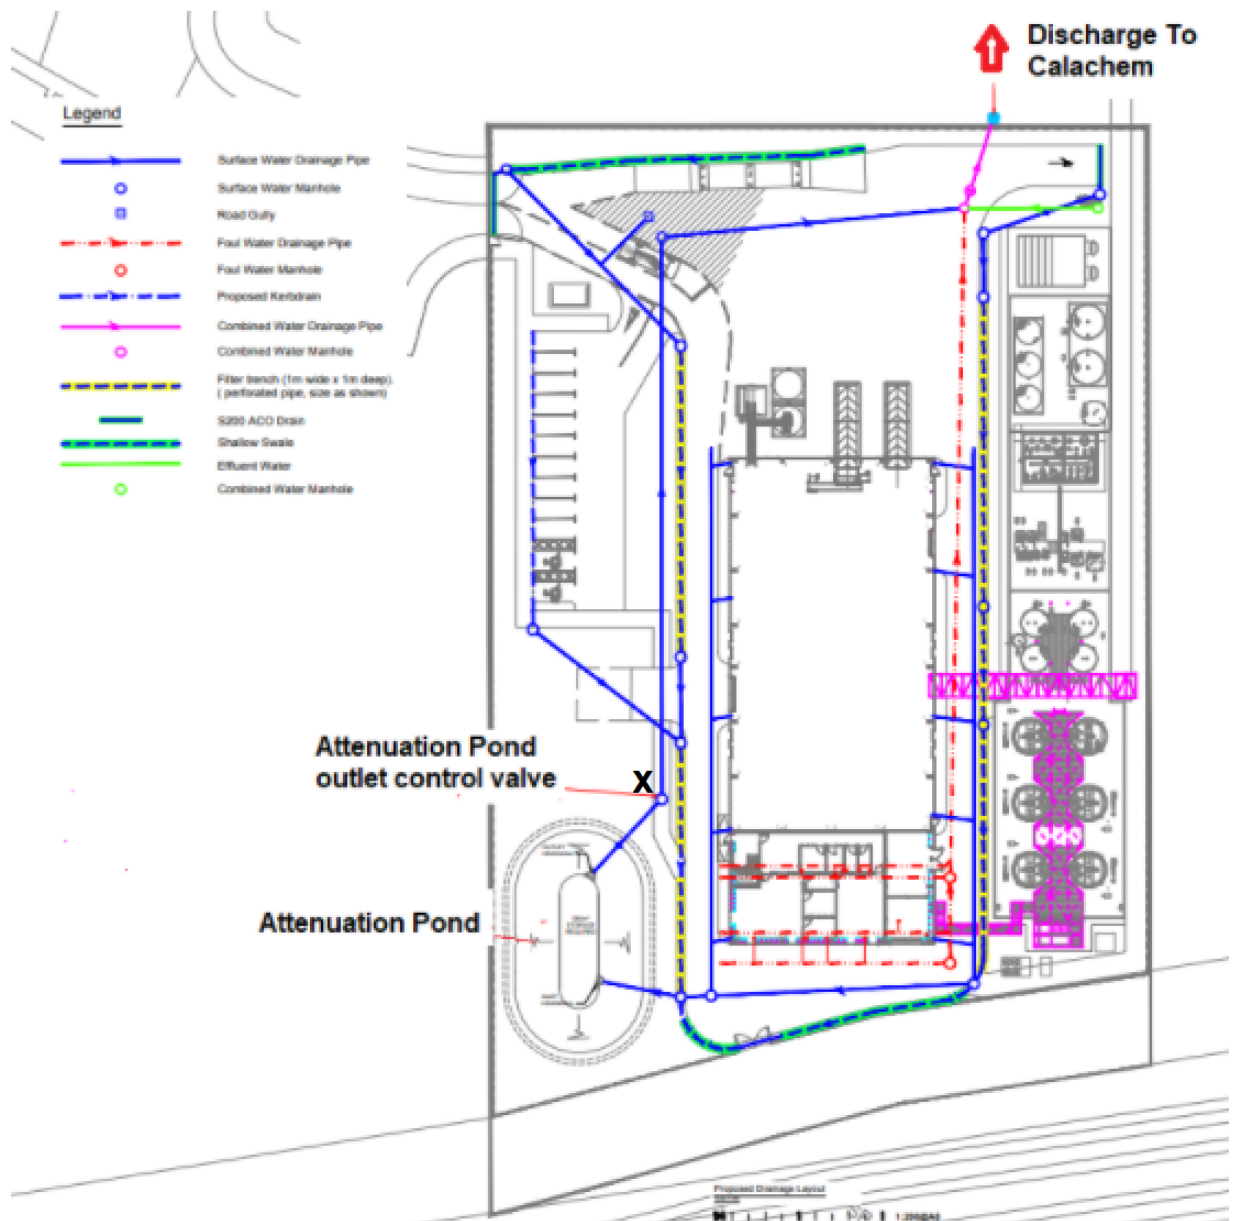 Discharge To
Calachem
Legend
Surface Water Drainage Pipe
Surface Water Manhole
Road Gully
Foul Water Drainage Pipe
Foul Water Manhole
Proposed Kerbdrain
Combined Water Drainage Pipe
Combined Water Manhole
Filter trench (1m wide x 1m deep).
( perforated pipe, size as shown)
S200 ACO Drain
Shallow Swale
Effluent Water
Combined Water Manhole
Attenuation Pond
outlet control valve
X
Attenuation Pond
STORAGE
REQUIRED
Proposed Drainage Layout